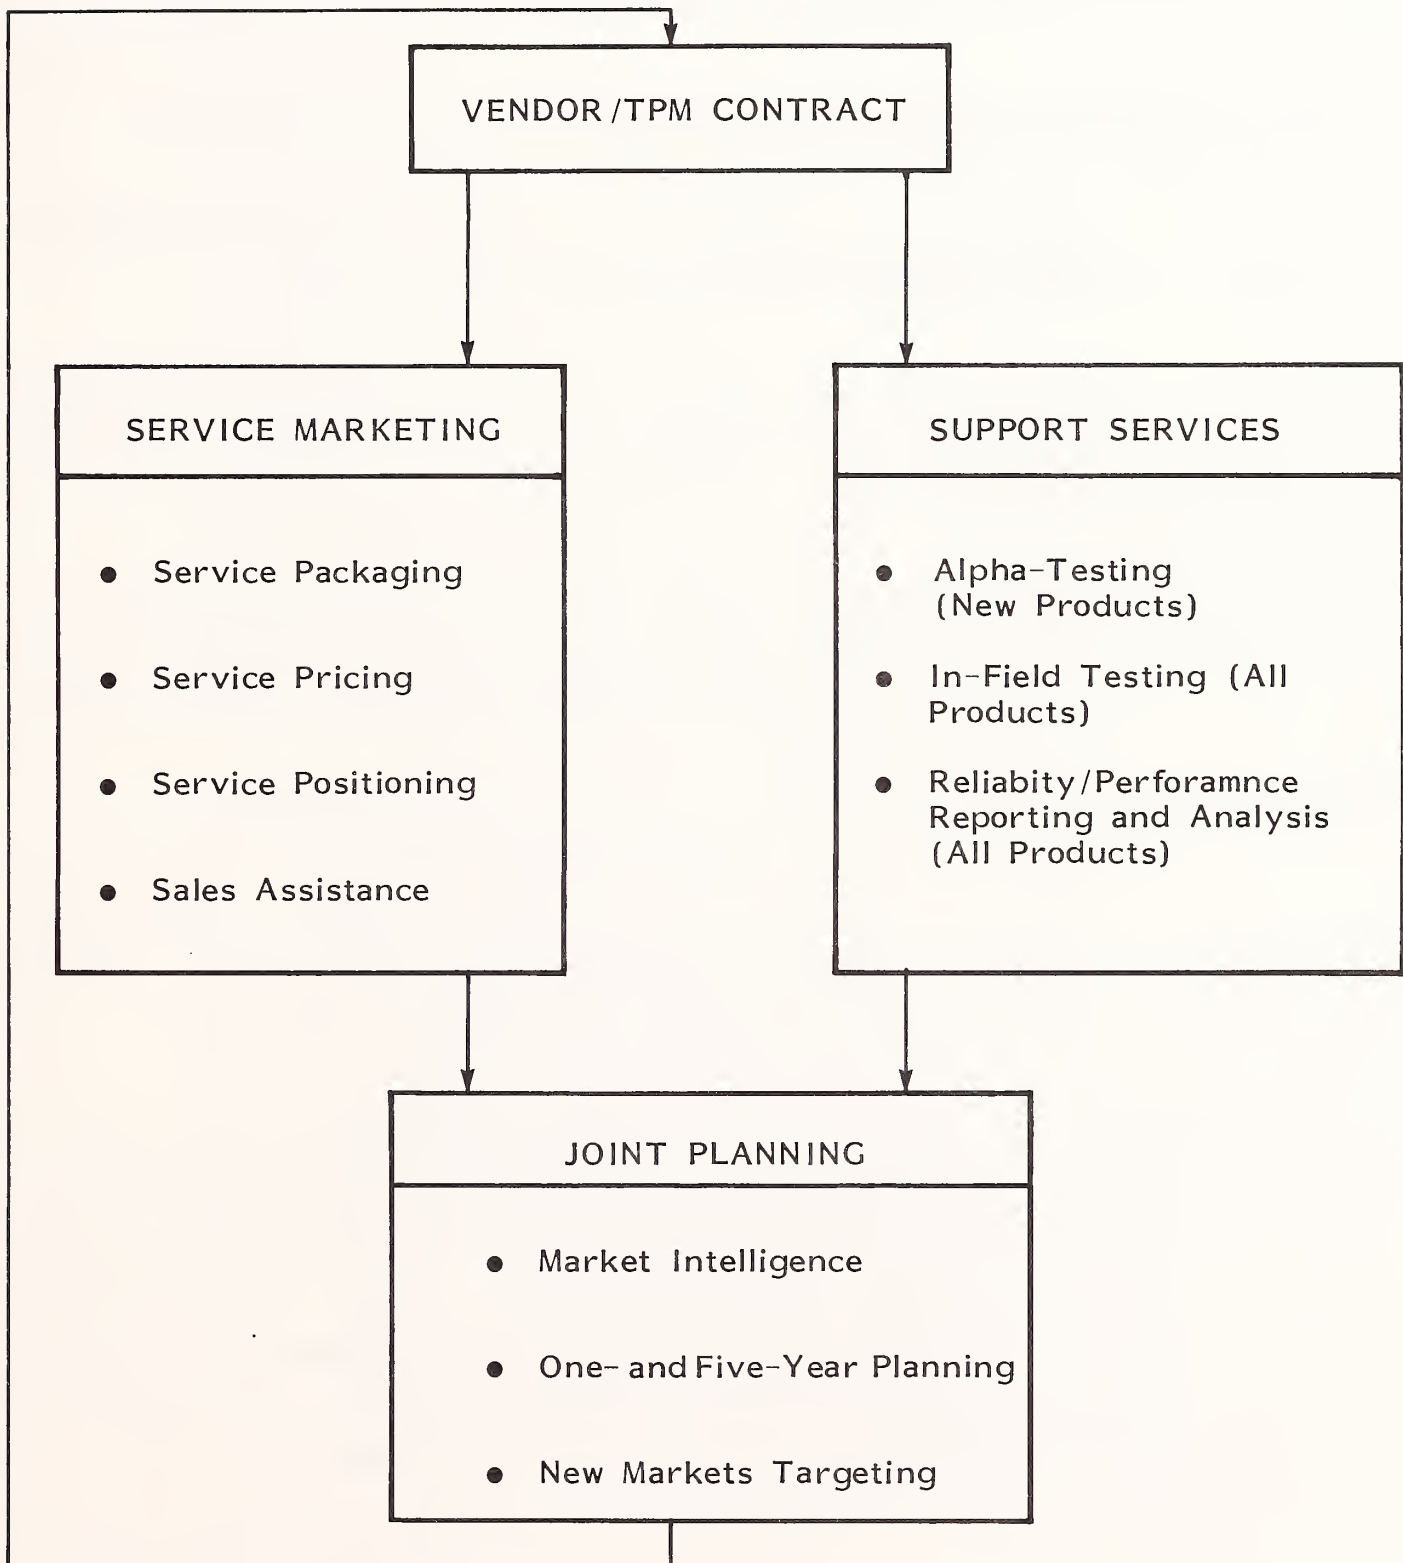 VENDOR/TPM CONTRACT
SERVICE MARKETING
● Service Packaging
● Service Pricing
● Service Positioning
● Sales Assistance
SUPPORT SERVICES
● Alpha-Testing
(New Products)
● In-Field Testing (All
Products)
● Reliabity/Perforamnce
Reporting and Analysis
(All Products)
JOINT PLANNING
● Market Intelligence
● One- and Five-Year Planning
● New Markets Targeting